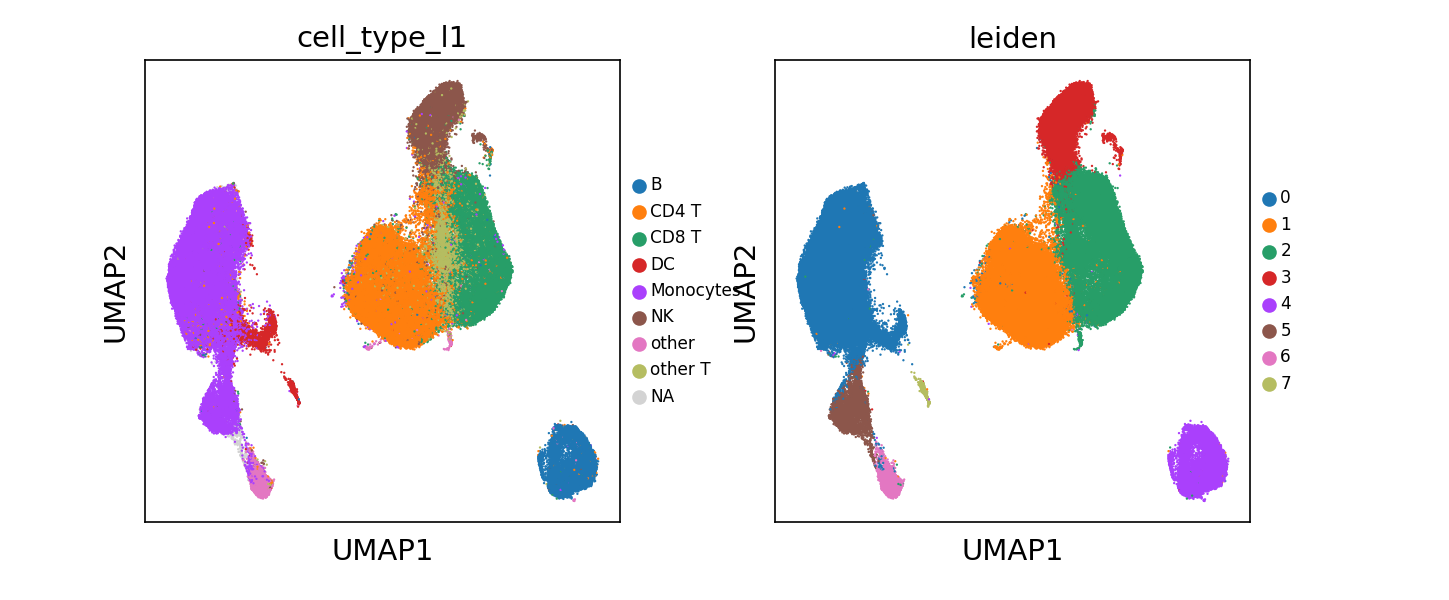 cell_type_l1
UMAP2
UMAP1
B
CD4 T
CD8 T
DC
Monocytes
NK
other
other T
NA
leiden
UMAP2
UMAP1
0
1
2
3
4
5
6
7